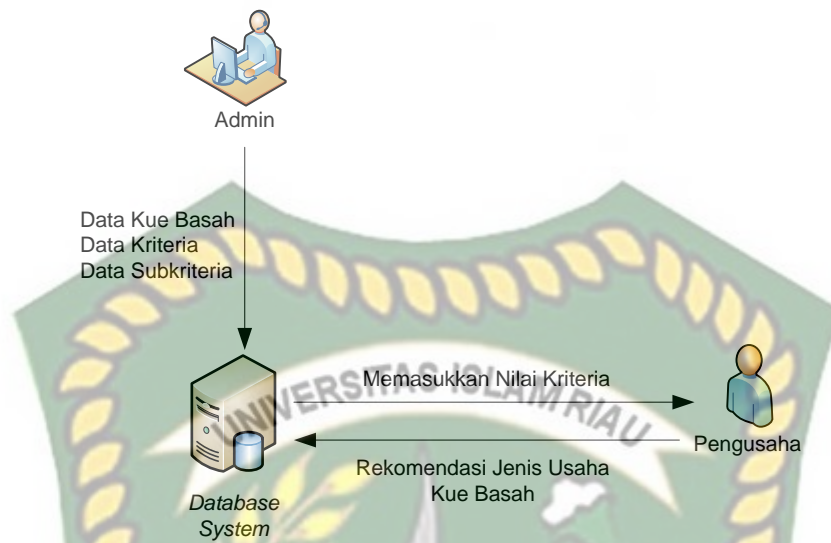 Admin
Data Kue Basah
Data Kriteria
Data Subkriteria
UNIVERSITAS ISLAM RIAU
Memasukkan Nilai Kriteria
Pengusaha
Rekomendasi Jenis Usaha
Kue Basah
Database
System